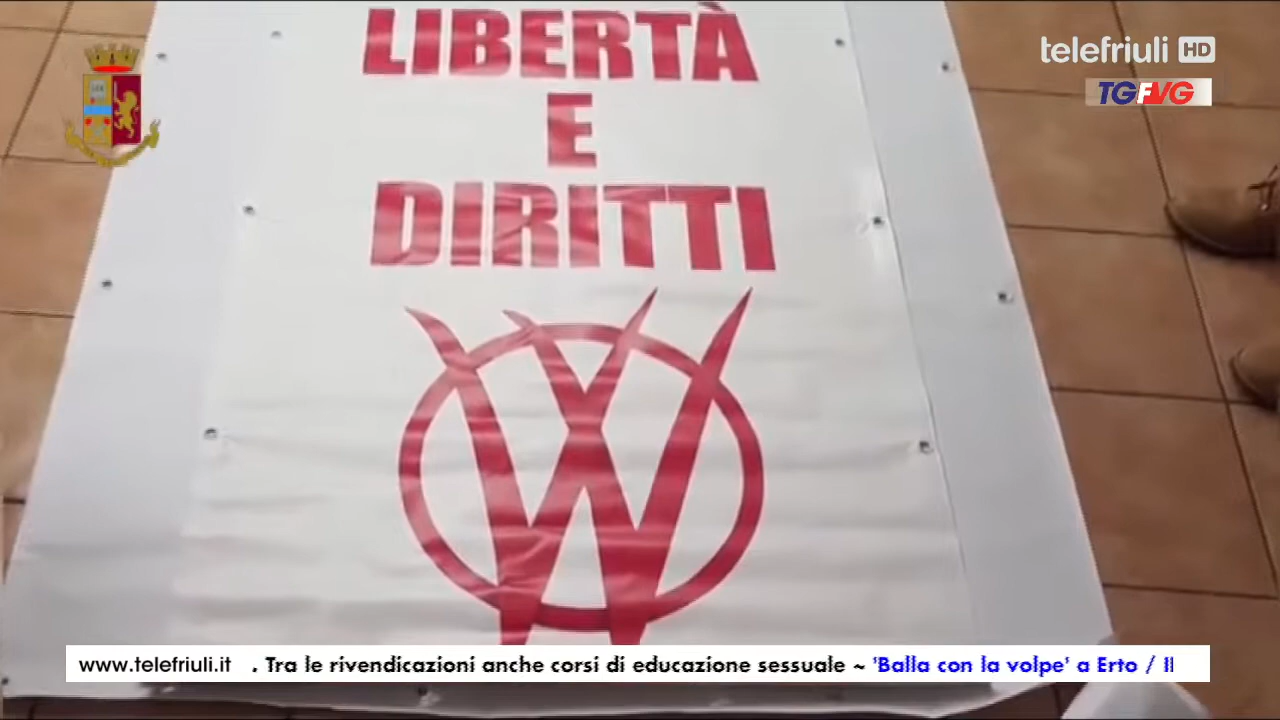 telefriuli HD
TGFVG
LIBERTÀ
E
DIRITTI
www.telefriuli.it . Tra le rivendicazioni anche corsi di educazione sessuale ~ 'Balla con la volpe' a Erto / Il